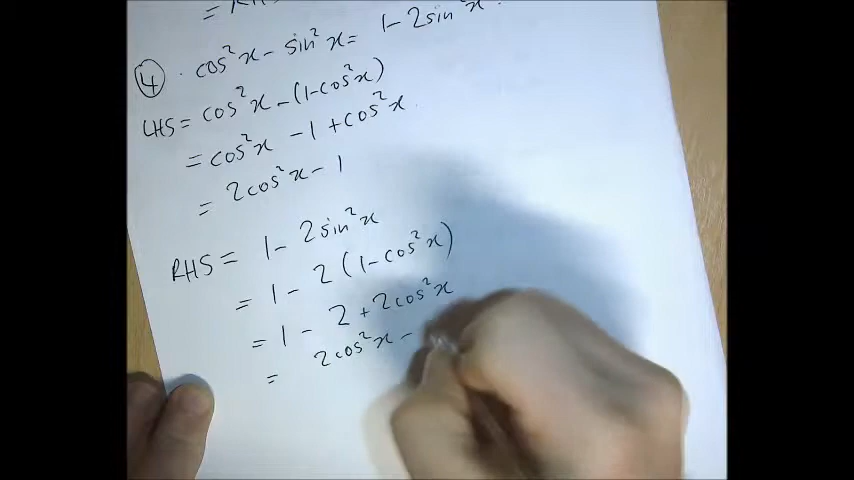 = RHS
④ . cos²x - sin²x = 1 - 2sin²x.
LHS = cos²x - (1-cos²x)
= cos²x - 1 + cos²x.
= 2cos²x - 1
RHS = 1 - 2sin²x
= 1 - 2(1-cos²x)
= 1 - 2 + 2cos²x
= 2cos²x -